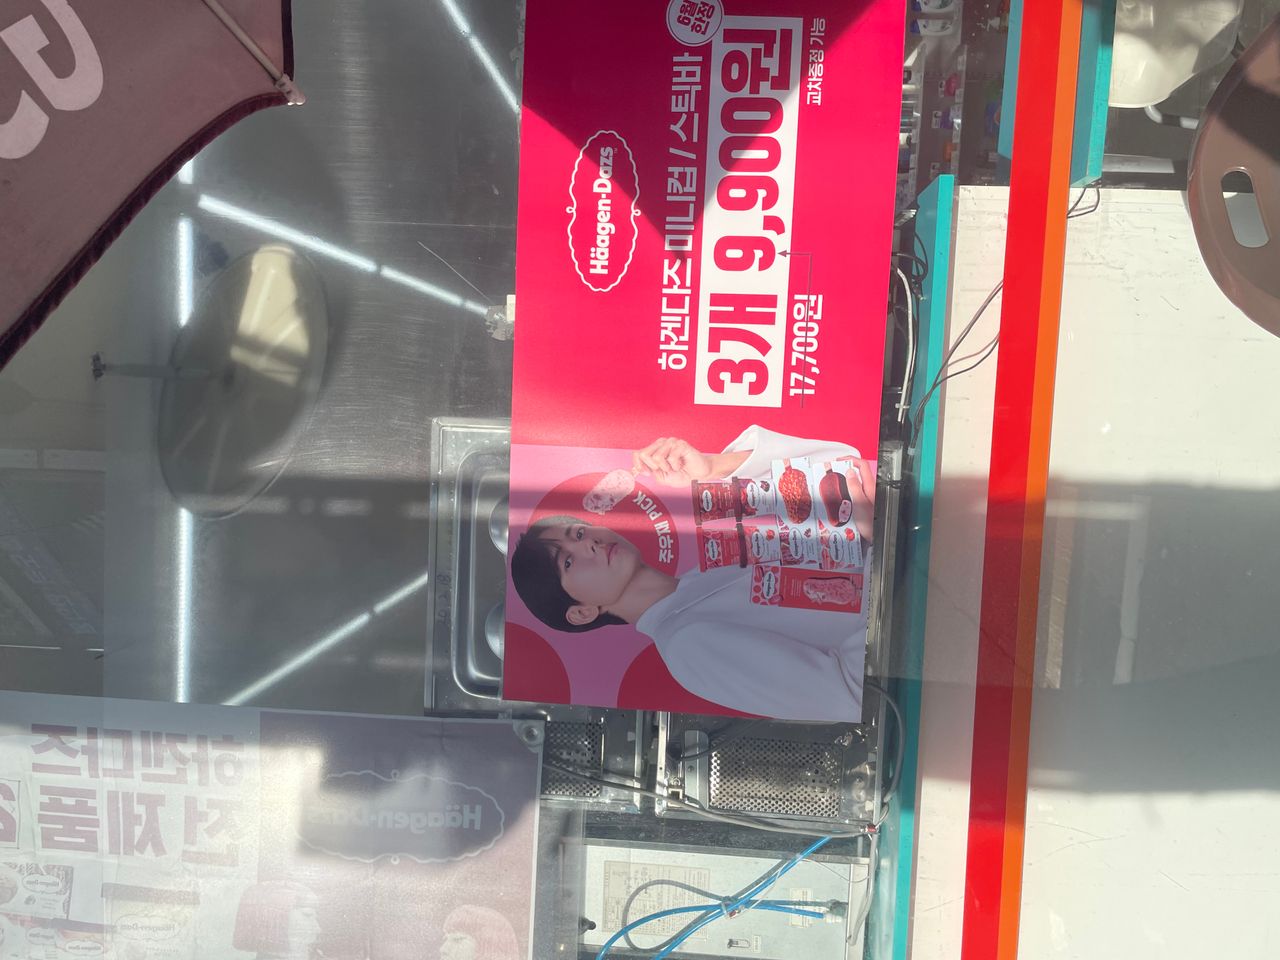 6월
한정
Häagen-Dazs
하겐다즈 미니컵 / 스틱바
3개 9,900원
17,700원
교차증정 가능
주우재 PICK
하겐다즈
전제품
Häagen-Dazs